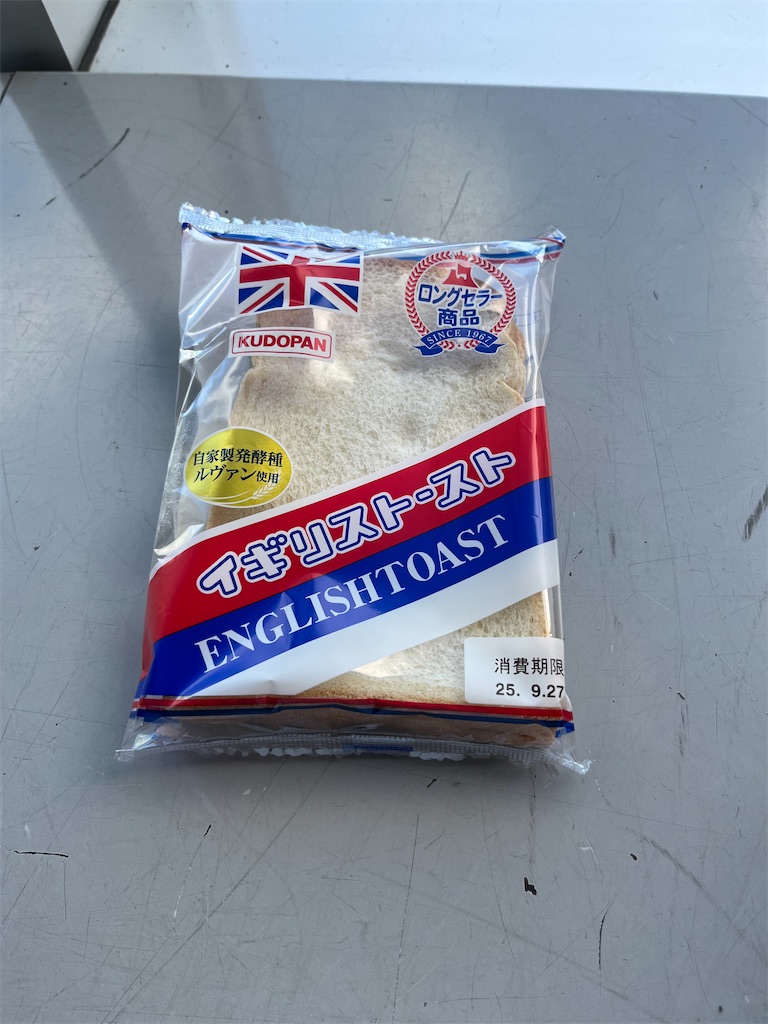 KUDOPAN
ロングセラー
商品
SINCE 1967
自家製発酵種
ルヴァン使用
イギリストースト
ENGLISHTOAST
消費期限
25. 9.27